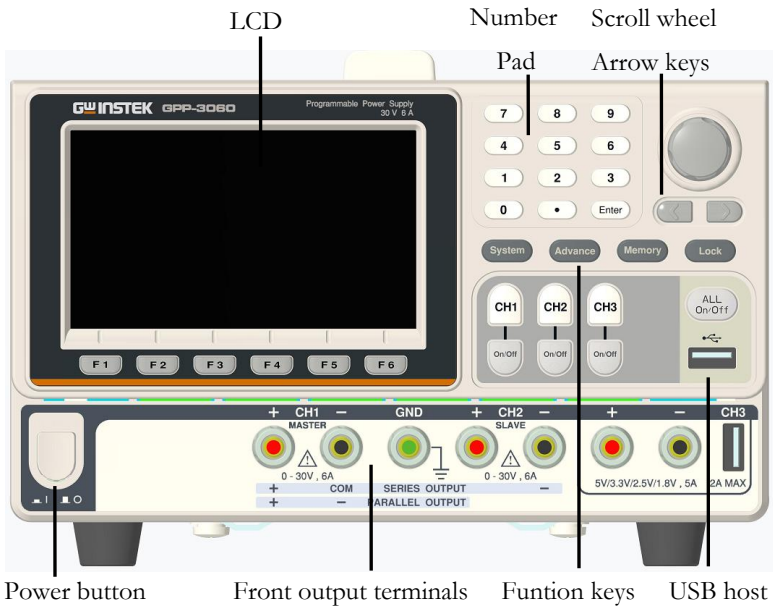 LCD
Number Pad
Scroll wheel
Arrow keys
GW INSTEK GPP-3060
Programmable Power Supply
30 V 6 A
7 8 9
4 5 6
1 2 3
0 • Enter
System Advance Memory Lock
CH1 CH2 CH3
On/Off On/Off On/Off
ALL
On/Off
F 1 F 2 F 3 F 4 F 5 F 6
+ CH1 − GND + CH2 − + − CH3
MASTER SLAVE
0 - 30V , 6A 0 - 30V , 6A 5V/3.3V/2.5V/1.8V , 5A 2A MAX
+ COM SERIES OUTPUT −
+ − PARALLEL OUTPUT
I O
Power button
Front output terminals
Funtion keys
USB host